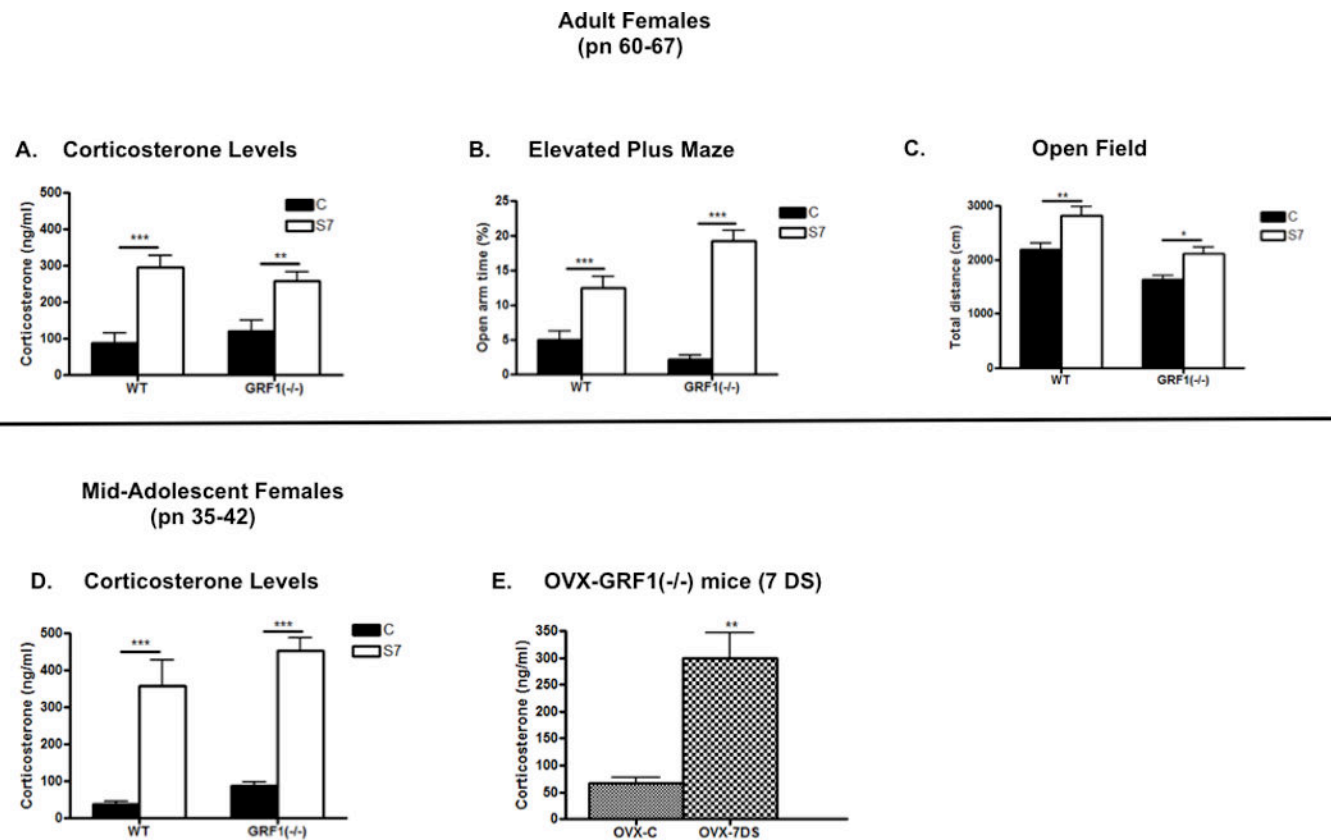 Adult Females
(pn 60-67)
A. Corticosterone Levels
500
400
300
200
100
0
Corticosterone (ng/ml)
***
**
C
S7
WT
GRF1(-/-)
B. Elevated Plus Maze
25
20
15
10
5
0
Open arm time (%)
***
***
C
S7
WT
GRF1(-/-)
C. Open Field
3000
2000
1000
0
Total distance (cm)
**
*
C
S7
WT
GRF1(-/-)
Mid-Adolescent Females
(pn 35-42)
D. Corticosterone Levels
500
400
300
200
100
0
Corticosterone (ng/ml)
***
***
C
S7
WT
GRF1(-/-)
E. OVX-GRF1(-/-) mice (7 DS)
350
300
250
200
150
100
50
0
Corticosterone (ng/ml)
**
OVX-C
OVX-7DS